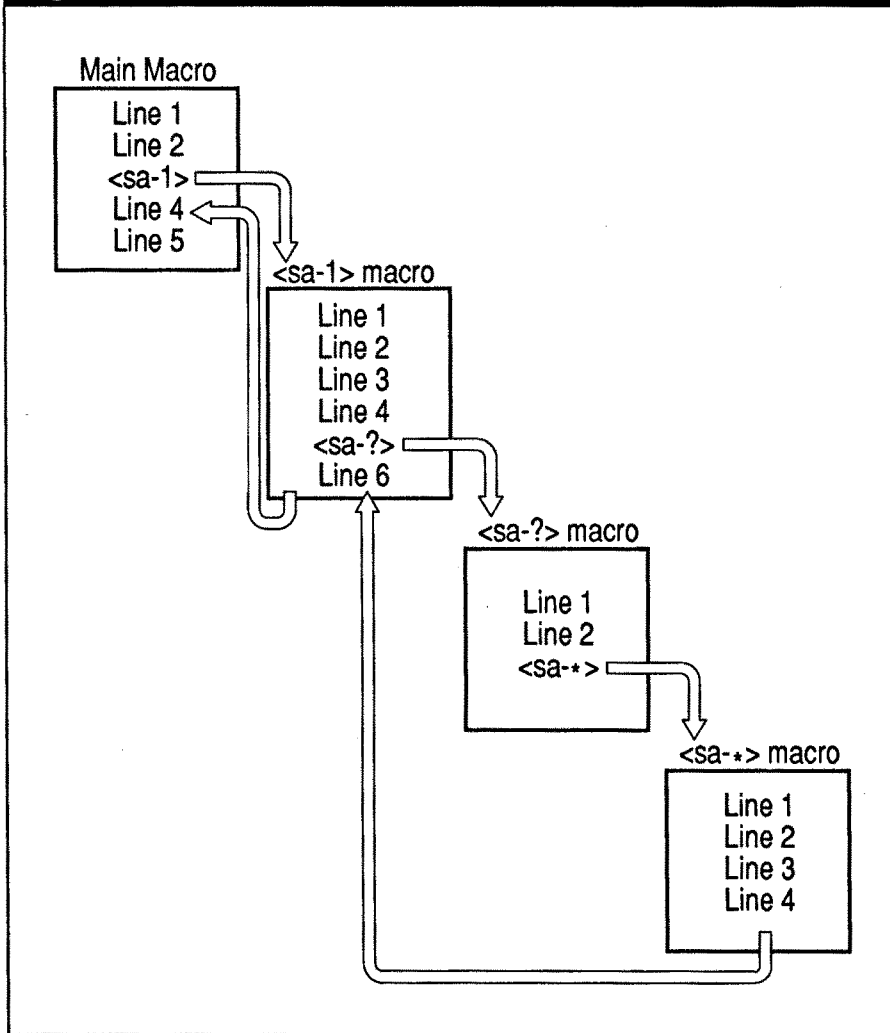 Main Macro
Line 1
Line 2
<sa-1>
Line 4
Line 5
<sa-1> macro
Line 1
Line 2
Line 3
Line 4
<sa-?>
Line 6
<sa-?> macro
Line 1
Line 2
<sa-*>
<sa-*> macro
Line 1
Line 2
Line 3
Line 4